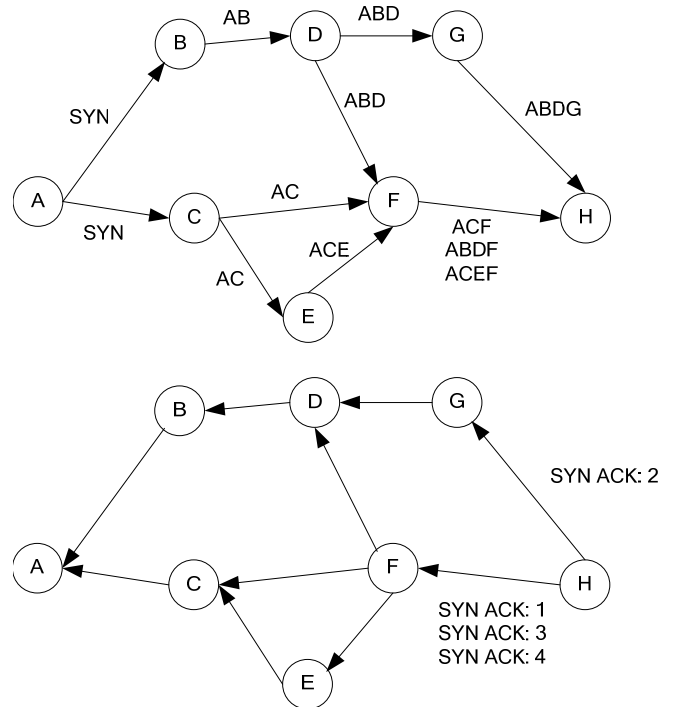 AB
ABD
B
D
G
SYN
ABD
ABDG
A
AC
F
C
H
SYN
ACF
ABDF
ACEF
ACE
AC
E
B
D
G
SYN ACK: 2
A
C
F
H
SYN ACK: 1
SYN ACK: 3
SYN ACK: 4
E